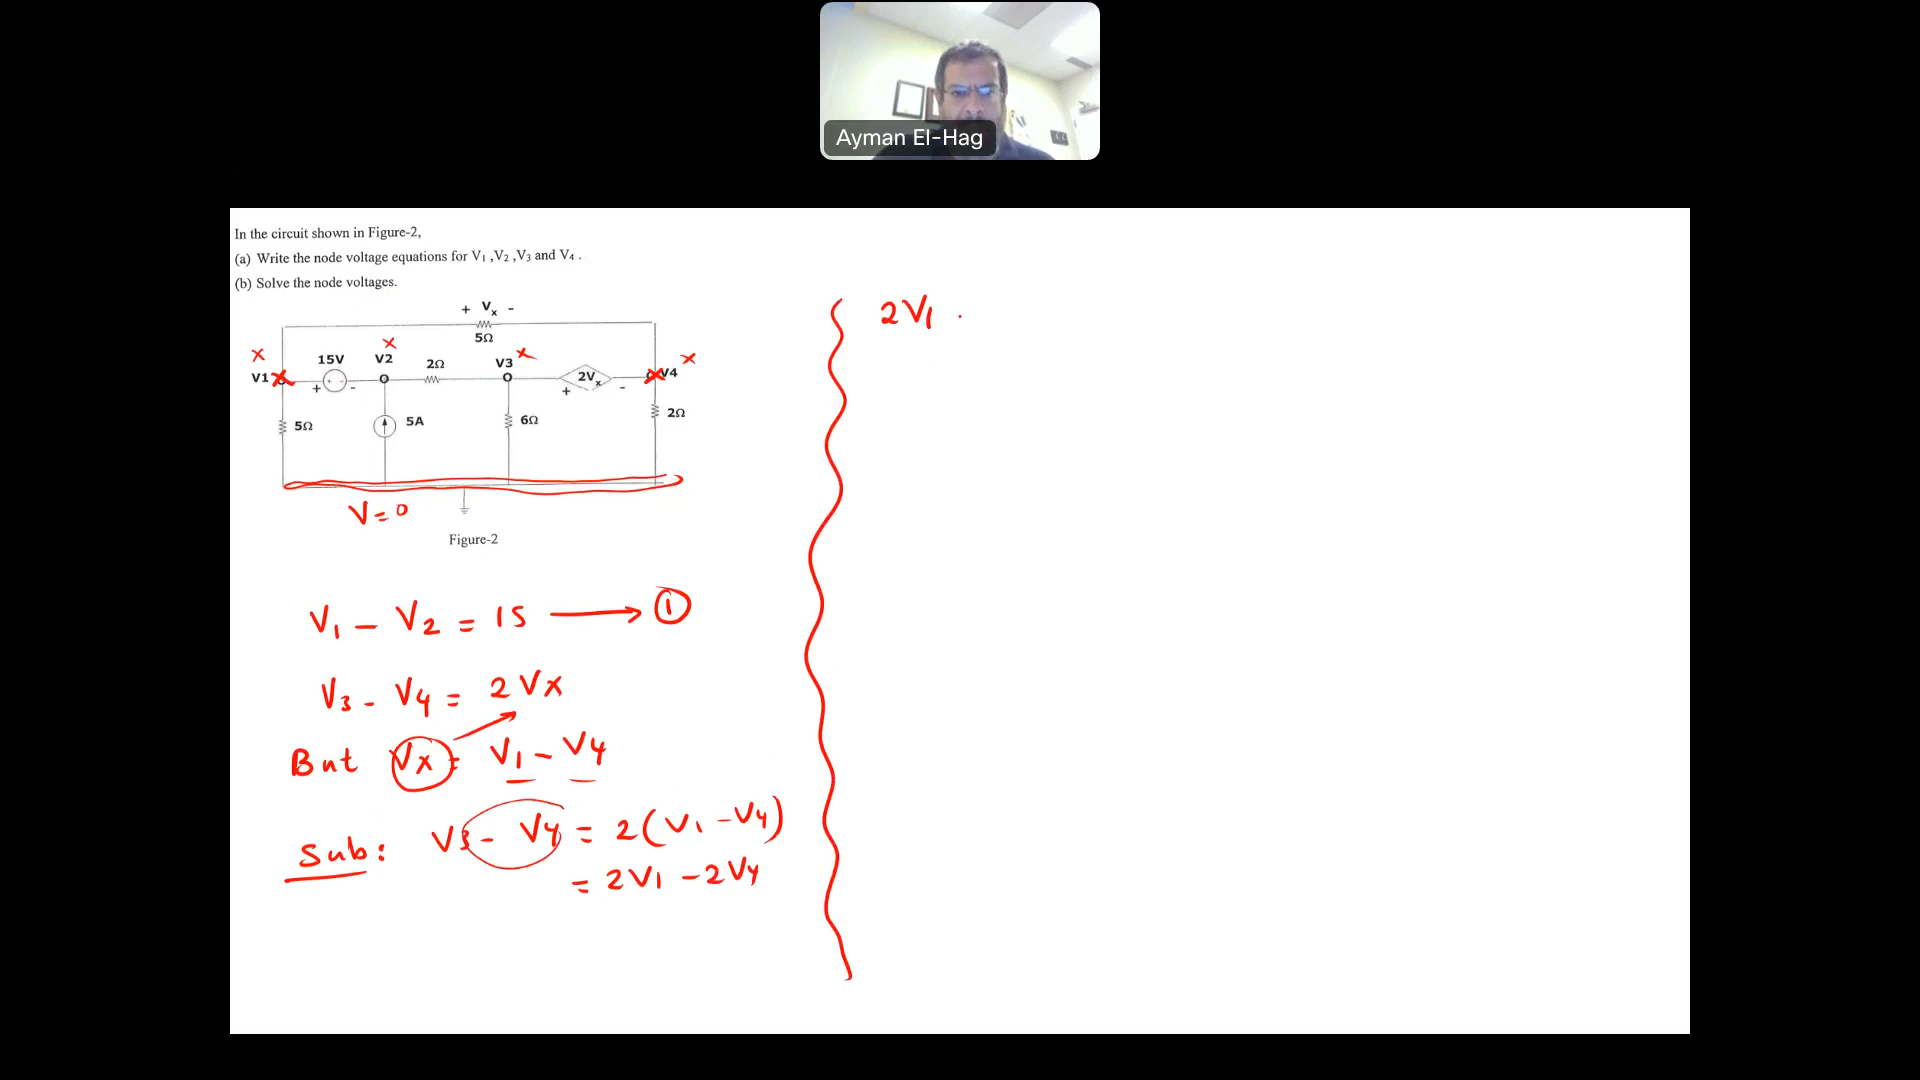 Ayman El-Hag
In the circuit shown in Figure-2,
(a) Write the node voltage equations for V1 ,V2 ,V3 and V4 .
(b) Solve the node voltages.
+ Vx -
5Ω
x x x x
15V V2 2Ω V3
V1 + - 2Vx V4
+ -
5Ω 5A 6Ω 2Ω
V = 0
Figure-2
V1 - V2 = 15 → ①
V3 - V4 = 2Vx
But Vx = V1 - V4
Sub: V3 - V4 = 2(V1 - V4)
= 2V1 - 2V4
2V1 .